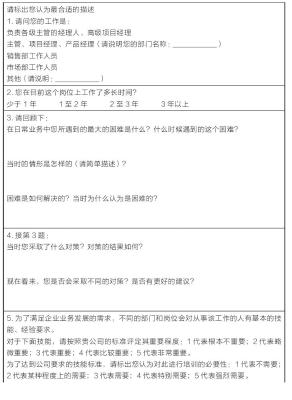 请标出您认为最合适的描述
1. 请问您的工作是：
负责各级主管的经理人、高级项目经理
主管、项目经理、产品经理（请说明您的部门名称：____________）
销售部工作人员
市场部工作人员
其他（请说明：____________）
2. 您在目前这个岗位上工作了多长时间？
少于 1 年 1 至 2 年 2 至 3 年 3 年以上
3. 请回顾下：
在日常业务中您所遇到的最大的困难是什么？什么时候遇到的这个困难？
当时的情形是怎样的（请简单描述）？
困难是如何解决的？当时为什么认为是困难的？
4. 接第 3 题：
当时您采取了什么对策？对策的结果如何？
现在看来，您是否会采取不同的对策？是否有更好的建议？
5. 为了满足企业业务发展的需求，不同的部门和岗位会对从事该工作的人有基本的技
能、经验要求。
对于下面技能，请按照贵公司的标准评定其重要程度：1 代表根本不重要；2 代表略
微重要；3 代表重要；4 代表比较重要；5 代表非常重要。
为了达到公司要求的技能标准，请标出您认为对此进行培训的必要性：1 代表不需要；
2 代表某种程度上的需要；3 代表需要；4 代表特别需要；5 代表强烈需要。